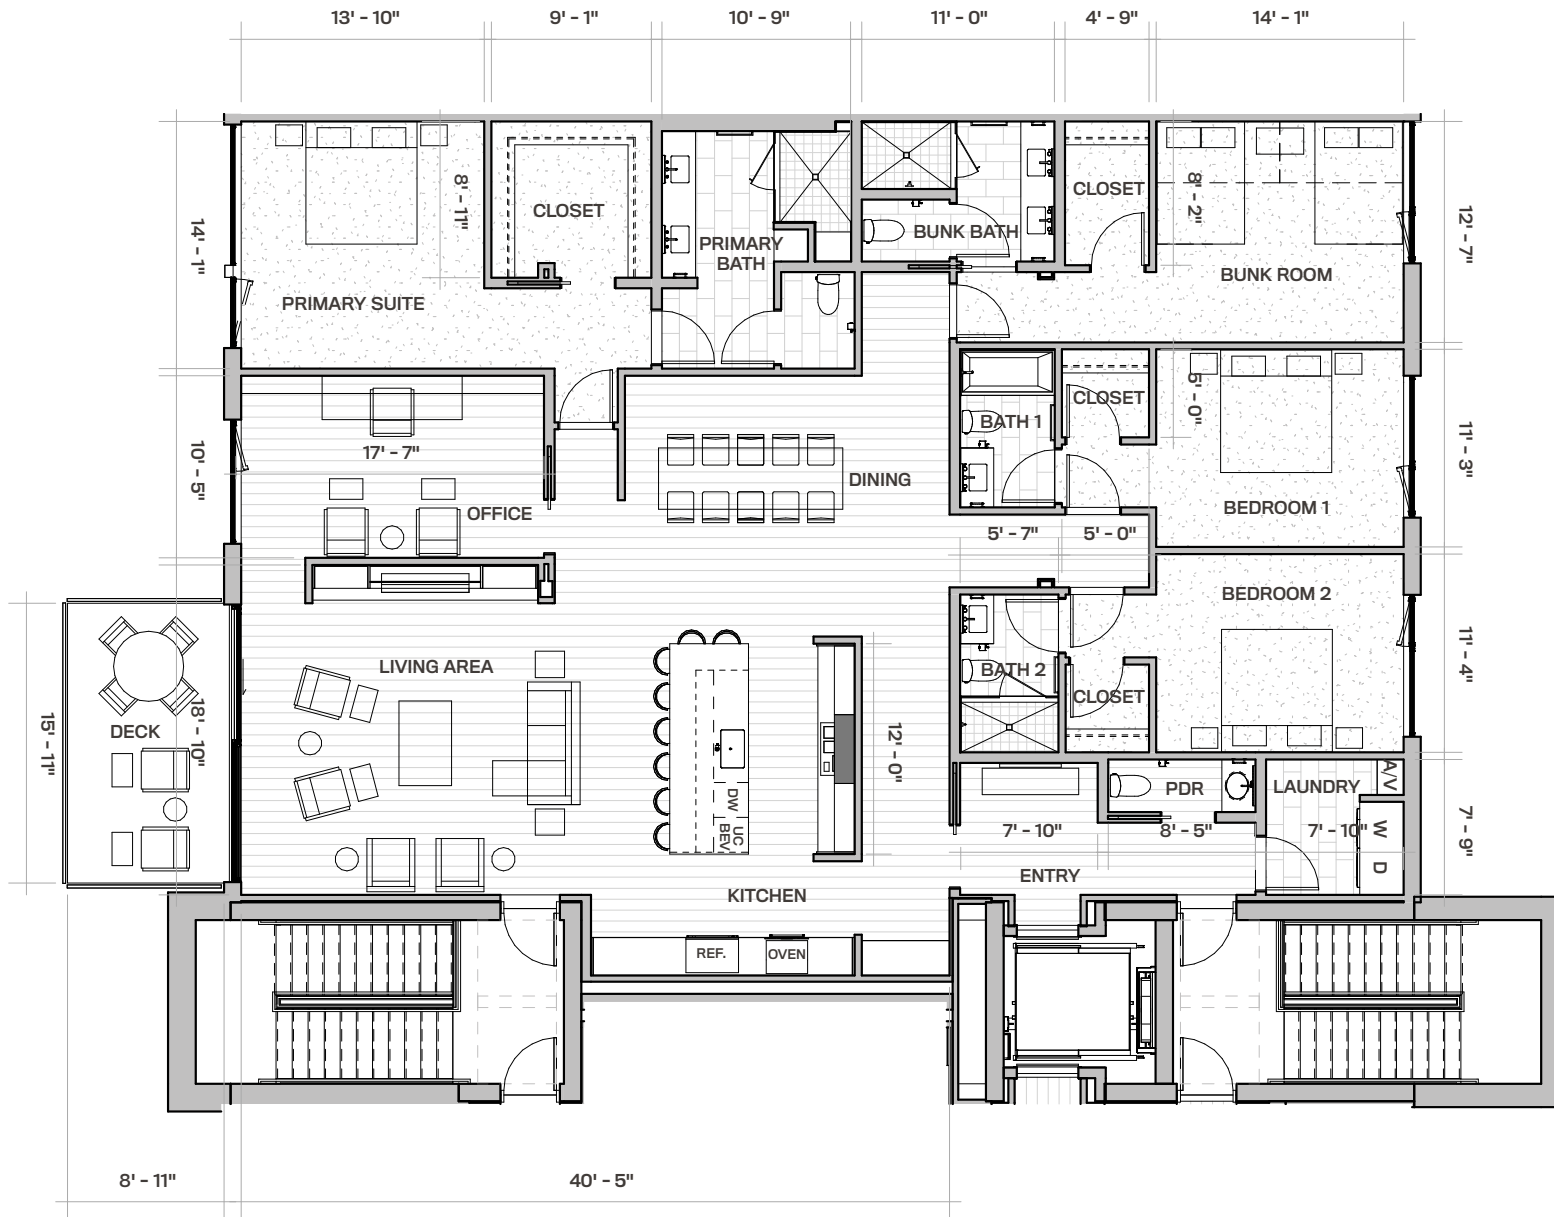 13' - 10"
9' - 1"
10' - 9"
11' - 0"
4' - 9"
14' - 1"
8' - 11"
CLOSET
CLOSET
8' - 2"
14' - 1"
12' - 7"
PRIMARY
BATH
BUNK BATH
BUNK ROOM
PRIMARY SUITE
5' - 0"
CLOSET
BATH 1
10' - 5"
17' - 7"
11' - 3"
DINING
OFFICE
BEDROOM 1
5' - 7"
5' - 0"
BEDROOM 2
11' - 4"
LIVING AREA
BATH 2
CLOSET
DECK
18' - 10"
15' - 11"
12' - 0"
DW
UC
BEV
PDR
LAUNDRY
A/V
7' - 10"
8' - 5"
7' - 10"
W
D
7' - 9"
ENTRY
KITCHEN
REF.
OVEN
8' - 11"
40' - 5"